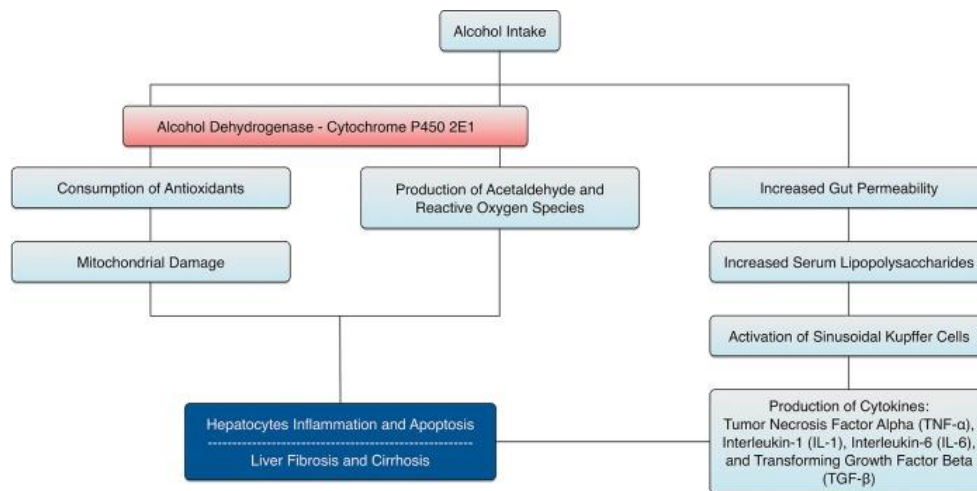 Alcohol Intake
Alcohol Dehydrogenase - Cytochrome P450 2E1
Consumption of Antioxidants
Production of Acetaldehyde and
Reactive Oxygen Species
Increased Gut Permeability
Mitochondrial Damage
Increased Serum Lipopolysaccharides
Activation of Sinusoidal Kupffer Cells
Hepatocytes Inflammation and Apoptosis
Liver Fibrosis and Cirrhosis
Production of Cytokines:
Tumor Necrosis Factor Alpha (TNF-α),
Interleukin-1 (IL-1), Interleukin-6 (IL-6),
and Transforming Growth Factor Beta
(TGF-β)